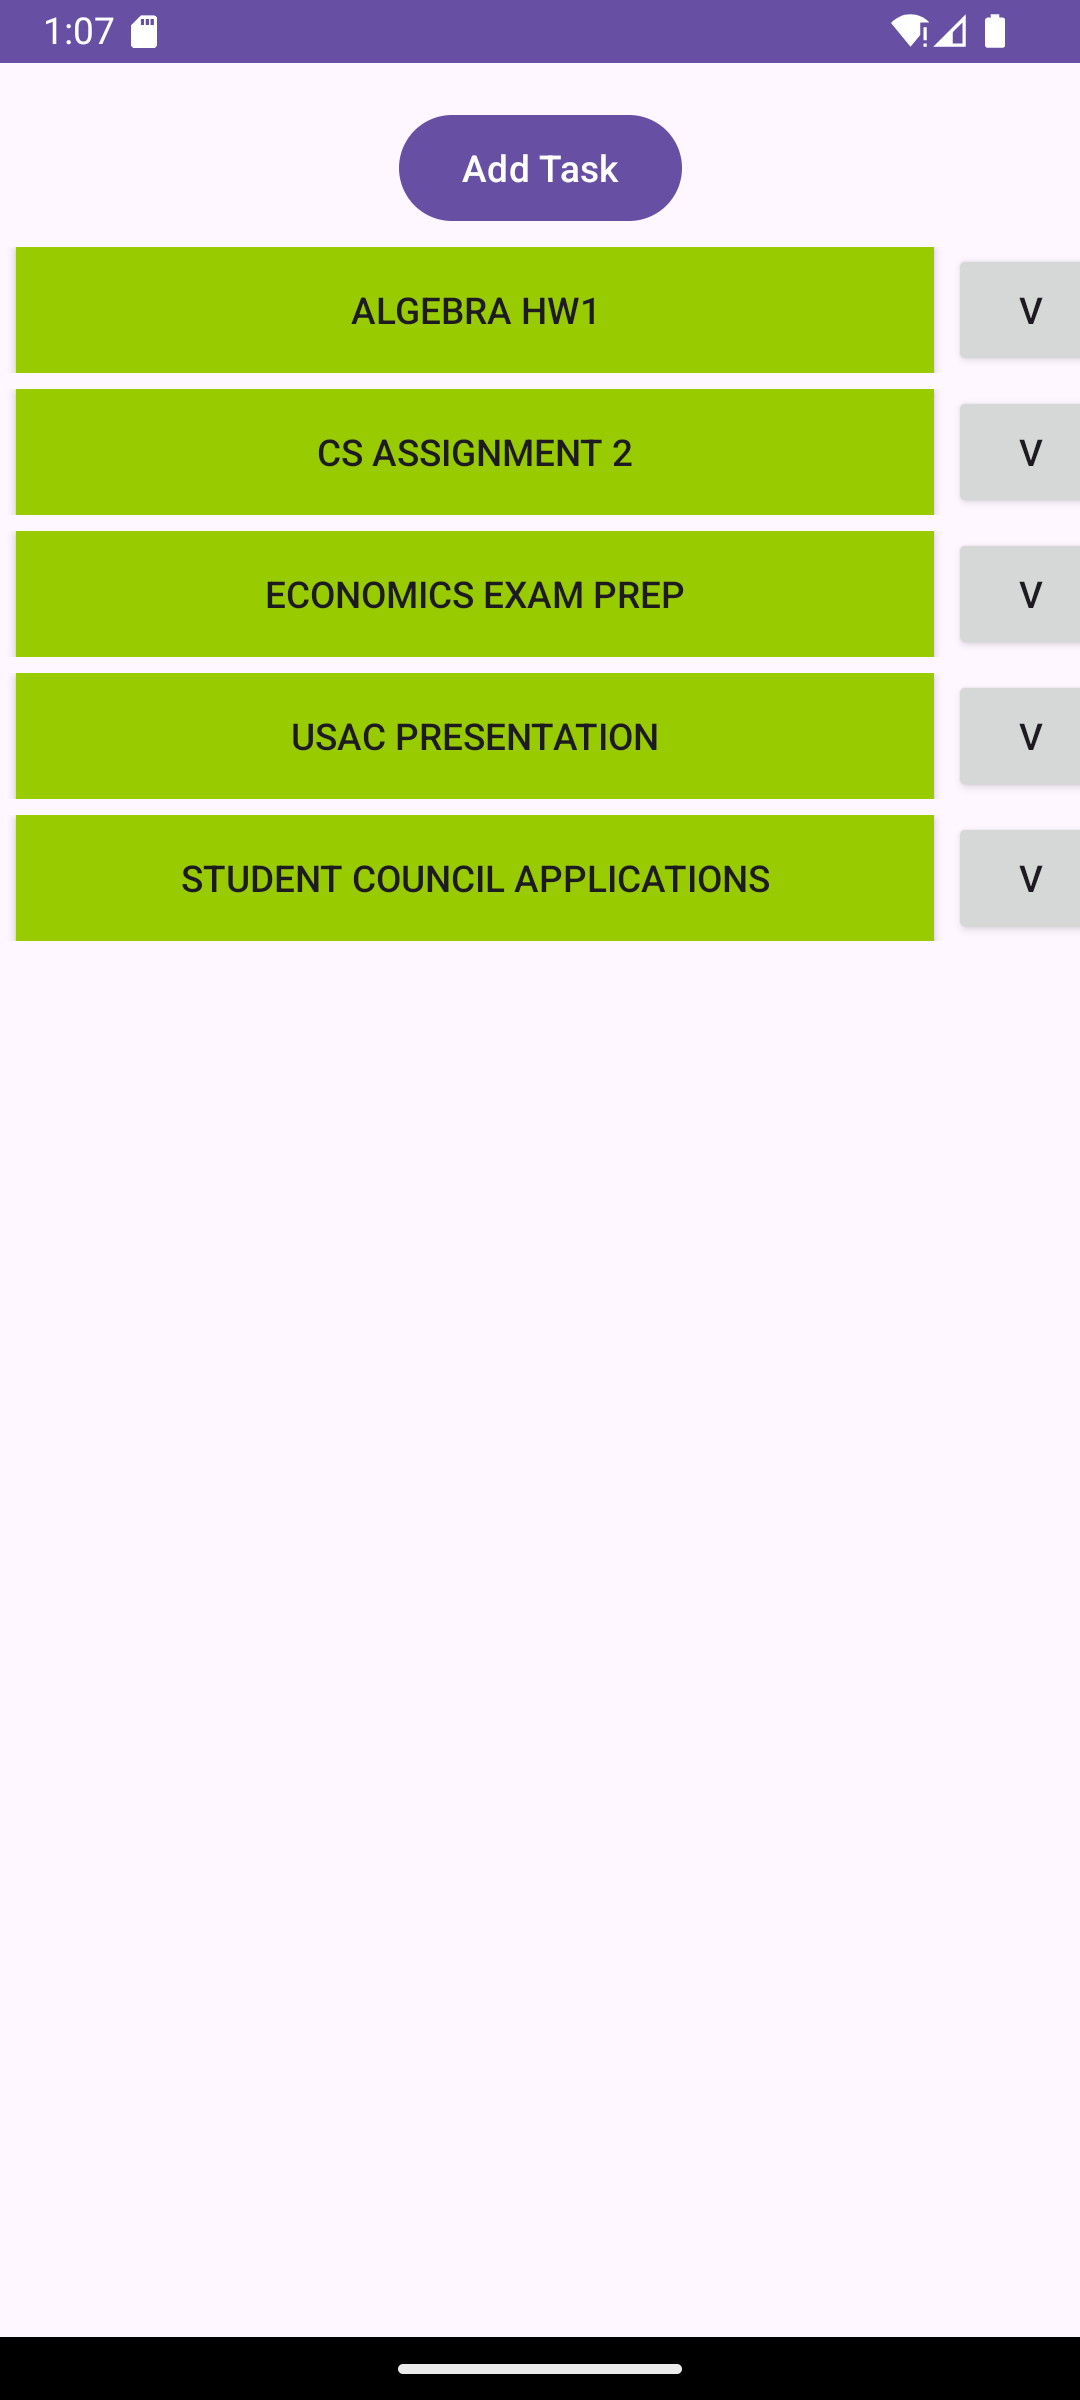 1:07
Add Task
ALGEBRA HW1 V
CS ASSIGNMENT 2 V
ECONOMICS EXAM PREP V
USAC PRESENTATION V
STUDENT COUNCIL APPLICATIONS V